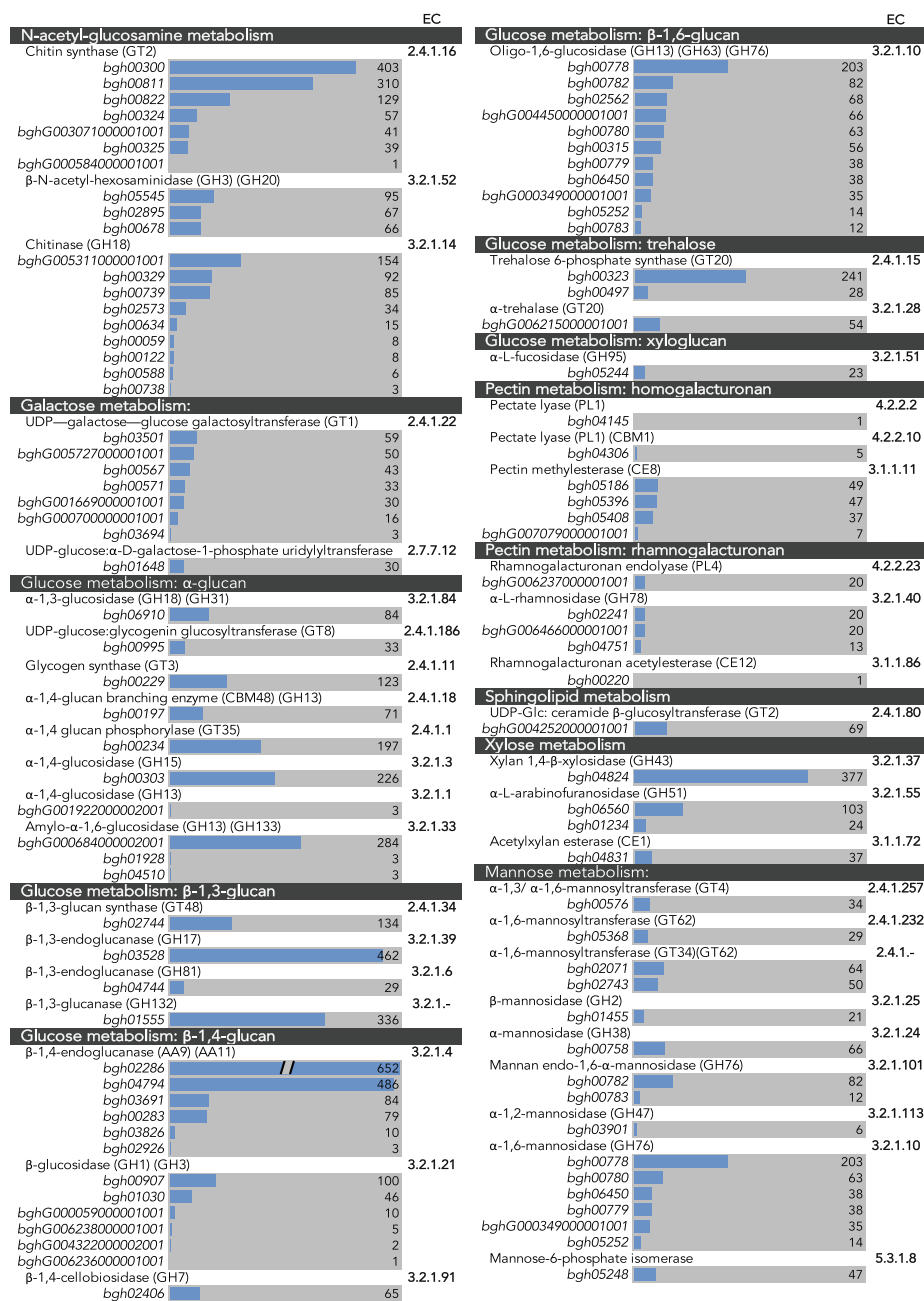 EC
N-acetyl-glucosamine metabolism
Chitin synthase (GT2) 2.4.1.16
bgh00300 403
bgh00811 310
bgh00822 129
bgh00324 57
bghG003071000001001 41
bgh00325 39
bghG000584000001001 1
β-N-acetyl-hexosaminidase (GH3) (GH20) 3.2.1.52
bgh05545 95
bgh02895 67
bgh00678 66
Chitinase (GH18) 3.2.1.14
bghG005311000001001 154
bgh00329 92
bgh00739 85
bgh02573 34
bgh00634 15
bgh00059 8
bgh00122 8
bgh00588 6
bgh00738 3
Galactose metabolism:
UDP—galactose—glucose galactosyltransferase (GT1) 2.4.1.22
bgh03501 59
bghG005727000001001 50
bgh00567 43
bgh00571 33
bghG001669000001001 30
bghG000700000001001 16
bgh03694 3
UDP-glucose:α-D-galactose-1-phosphate uridylyltransferase 2.7.7.12
bgh01648 30
Glucose metabolism: α-glucan
α-1,3-glucosidase (GH18) (GH31) 3.2.1.84
bgh06910 84
UDP-glucose:glycogenin glucosyltransferase (GT8) 2.4.1.186
bgh00995 33
Glycogen synthase (GT3) 2.4.1.11
bgh00229 123
α-1,4-glucan branching enzyme (CBM48) (GH13) 2.4.1.18
bgh00197 71
α-1,4 glucan phosphorylase (GT35) 2.4.1.1
bgh00234 197
α-1,4-glucosidase (GH15) 3.2.1.3
bgh00303 226
α-1,4-glucosidase (GH13) 3.2.1.1
bghG001922000002001 3
Amylo-α-1,6-glucosidase (GH13) (GH133) 3.2.1.33
bghG000684000002001 284
bgh01928 3
bgh04510 3
Glucose metabolism: β-1,3-glucan
β-1,3-glucan synthase (GT48) 2.4.1.34
bgh02744 134
β-1,3-endoglucanase (GH17) 3.2.1.39
bgh03528 462
β-1,3-endoglucanase (GH81) 3.2.1.6
bgh04744 29
β-1,3-glucanase (GH132) 3.2.1.-
bgh01555 336
Glucose metabolism: β-1,4-glucan
β-1,4-endoglucanase (AA9) (AA11) 3.2.1.4
bgh02286 // 652
bgh04794 486
bgh03691 84
bgh00283 79
bgh03826 10
bgh02926 3
β-glucosidase (GH1) (GH3) 3.2.1.21
bgh00907 100
bgh01030 46
bghG000059000001001 10
bghG006238000001001 5
bghG004322000002001 2
bghG006236000001001 1
β-1,4-cellobiosidase (GH7) 3.2.1.91
bgh02406 65
EC
Glucose metabolism: β-1,6-glucan
Oligo-1,6-glucosidase (GH13) (GH63) (GH76) 3.2.1.10
bgh00778 203
bgh00782 82
bgh02562 68
bghG004450000001001 66
bgh00780 63
bgh00315 56
bgh00779 38
bgh06450 38
bghG000349000001001 35
bgh05252 14
bgh00783 12
Glucose metabolism: trehalose
Trehalose 6-phosphate synthase (GT20) 2.4.1.15
bgh00323 241
bgh00497 28
α-trehalase (GT20) 3.2.1.28
bghG006215000001001 54
Glucose metabolism: xyloglucan
α-L-fucosidase (GH95) 3.2.1.51
bgh05244 23
Pectin metabolism: homogalacturonan
Pectate lyase (PL1) 4.2.2.2
bgh04145 1
Pectate lyase (PL1) (CBM1) 4.2.2.10
bgh04306 5
Pectin methylesterase (CE8) 3.1.1.11
bgh05186 49
bgh05396 47
bgh05408 37
bghG007079000001001 7
Pectin metabolism: rhamnogalacturonan
Rhamnogalacturonan endolyase (PL4) 4.2.2.23
bghG006237000001001 20
α-L-rhamnosidase (GH78) 3.2.1.40
bgh02241 20
bghG006466000001001 20
bgh04751 13
Rhamnogalacturonan acetylesterase (CE12) 3.1.1.86
bgh00220 1
Sphingolipid metabolism
UDP-Glc: ceramide β-glucosyltransferase (GT2) 2.4.1.80
bghG004252000001001 69
Xylose metabolism
Xylan 1,4-β-xylosidase (GH43) 3.2.1.37
bgh04824 377
α-L-arabinofuranosidase (GH51) 3.2.1.55
bgh06560 103
bgh01234 24
Acetylxylan esterase (CE1) 3.1.1.72
bgh04831 37
Mannose metabolism:
α-1,3/ α-1,6-mannosyltransferase (GT4) 2.4.1.257
bgh00576 34
α-1,6-mannosyltransferase (GT62) 2.4.1.232
bgh05368 29
α-1,6-mannosyltransferase (GT34)(GT62) 2.4.1.-
bgh02071 64
bgh02743 50
β-mannosidase (GH2) 3.2.1.25
bgh01455 21
α-mannosidase (GH38) 3.2.1.24
bgh00758 66
Mannan endo-1,6-α-mannosidase (GH76) 3.2.1.101
bgh00782 82
bgh00783 12
α-1,2-mannosidase (GH47) 3.2.1.113
bgh03901 6
α-1,6-mannosidase (GH76) 3.2.1.10
bgh00778 203
bgh00780 63
bgh06450 38
bgh00779 38
bghG000349000001001 35
bgh05252 14
Mannose-6-phosphate isomerase 5.3.1.8
bgh05248 47